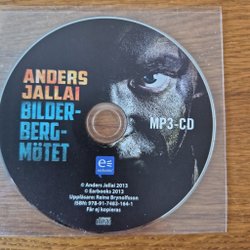 ANDERS
JALLAI
BILDER-
BERG-
MÖTET
MP3-CD
e
earbooks
© Anders Jallai 2013
© Earbooks 2013
Uppläsare: Reine Brynolfsson
ISBN: 978-91-7483-164-1
Får ej kopieras